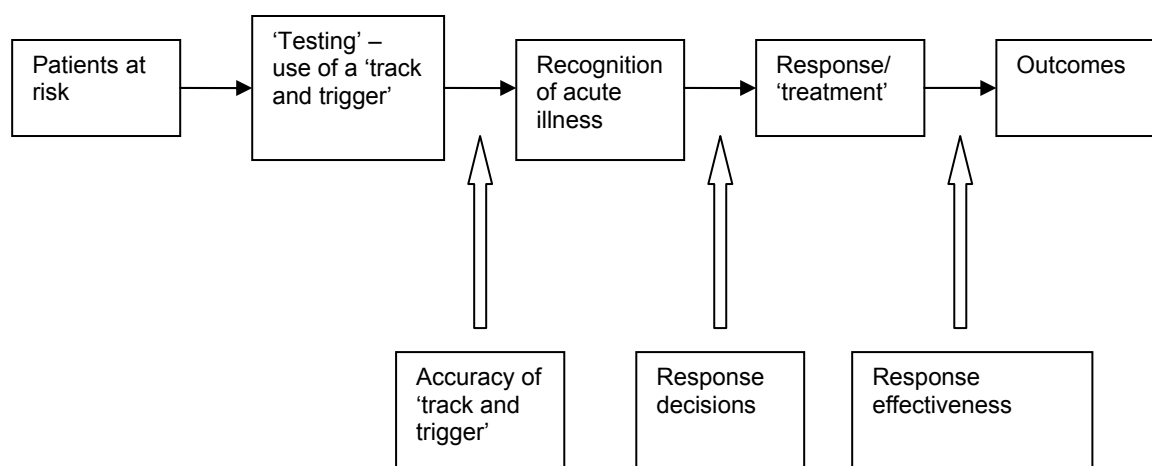 Patients at
risk
‘Testing’ –
use of a ‘track
and trigger’
Recognition
of acute
illness
Response/
‘treatment’
Outcomes
Accuracy of
‘track and
trigger’
Response
decisions
Response
effectiveness